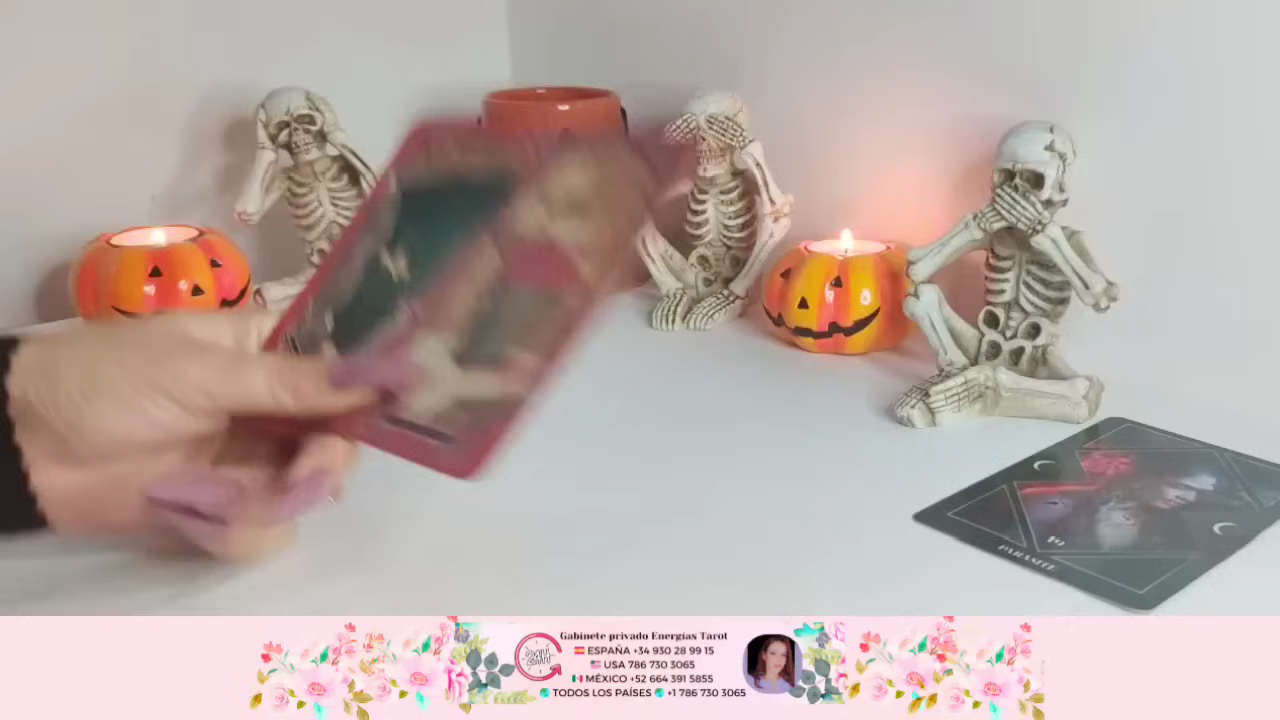 PARASITE
Gabinete privado Energías Tarot
ESPAÑA +34 930 28 99 15
USA 786 730 3065
MÉXICO +52 664 391 5855
TODOS LOS PAÍSES +1 786 730 3065